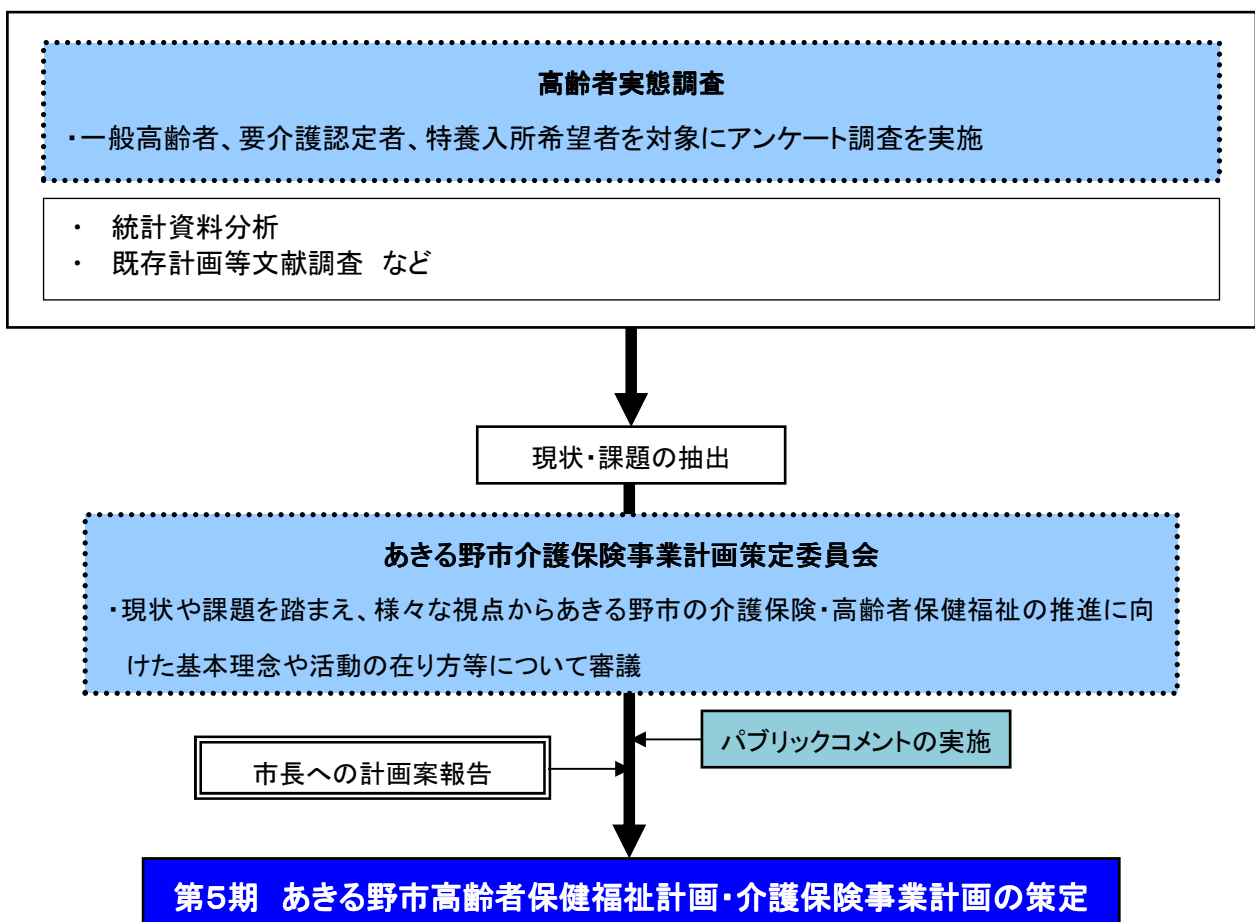 高齢者実態調査
・一般高齢者、要介護認定者、特養入所希望者を対象にアンケート調査を実施
・ 統計資料分析
・ 既存計画等文献調査 など
現状・課題の抽出
あきる野市介護保険事業計画策定委員会
・現状や課題を踏まえ、様々な視点からあきる野市の介護保険・高齢者保健福祉の推進に向
けた基本理念や活動の在り方等について審議
パブリックコメントの実施
市長への計画案報告
第5期 あきる野市高齢者保健福祉計画・介護保険事業計画の策定